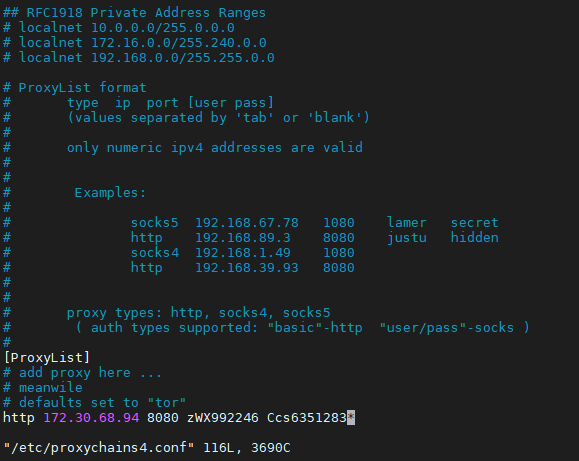 ## RFC1918 Private Address Ranges
# localnet 10.0.0.0/255.0.0.0
# localnet 172.16.0.0/255.240.0.0
# localnet 192.168.0.0/255.255.0.0
# ProxyList format
#       type  ip  port [user pass]
#       (values separated by 'tab' or 'blank')
#
#       only numeric ipv4 addresses are valid
#
#
#        Examples:
#
#               socks5  192.168.67.78   1080    lamer   secret
#               http    192.168.89.3    8080    justu   hidden
#               socks4  192.168.1.49    1080
#               http    192.168.39.93   8080
#
#
#       proxy types: http, socks4, socks5
#        ( auth types supported: "basic"-http  "user/pass"-socks )
#
[ProxyList]
# add proxy here ...
# meanwile
# defaults set to "tor"
http 172.30.68.94 8080 zWX992246 Ccs6351283*
"/etc/proxychains4.conf" 116L, 3690C